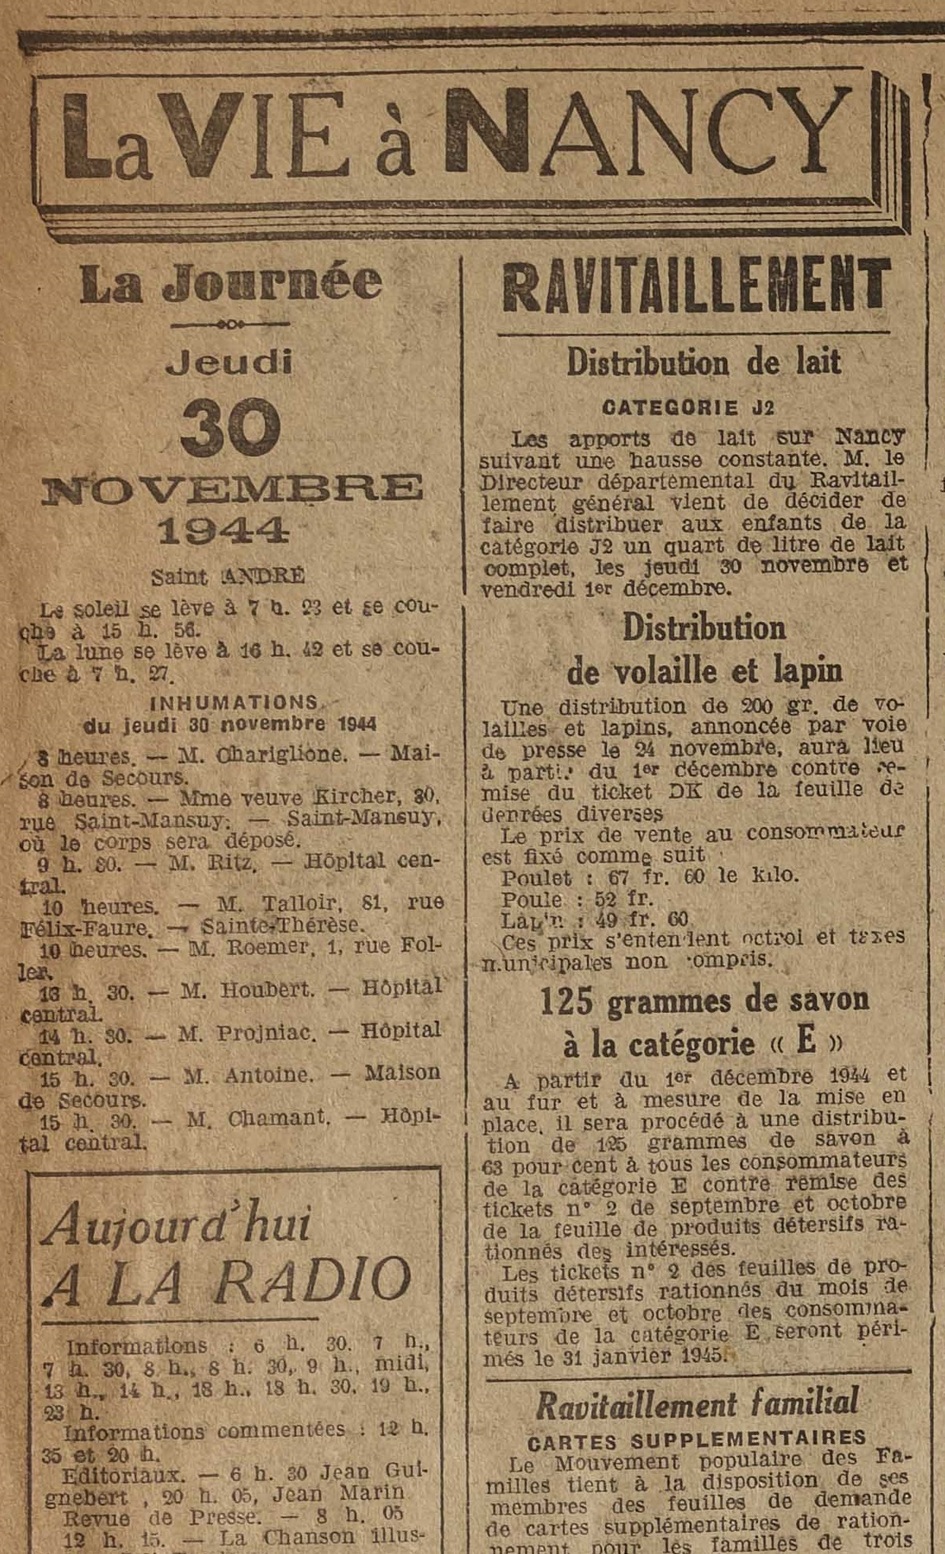 La VIE à NANCY
La Journée
Jeudi
30
NOVEMBRE
1944
Saint ANDRÉ
Le soleil se lève à 7 h. 23 et se cou-
che à 15 h. 56.
La lune se lève à 16 h. 42 et se cou-
che à 7 h. 27.
INHUMATIONS
du jeudi 30 novembre 1944
8 heures. — M. Chariglione. — Mai-
son de Secours.
8 heures. — Mme veuve Kircher, 30,
rue Saint-Mansuy. — Saint-Mansuy,
où le corps sera déposé.
9 h. 30. — M. Ritz. — Hôpital cen-
tral.
10 heures. — M. Talloir, 81, rue
Félix-Faure. — Sainte-Thérèse.
10 heures. — M. Roemer, 1, rue Fol-
ler.
13 h. 30. — M. Houbert. — Hôpital
central.
14 h. 30. — M. Projniac. — Hôpital
central.
15 h. 30. — M. Antoine. — Maison
de Secours.
15 h. 30. — M. Chamant. — Hôpi-
tal central.
Aujourd'hui
A LA RADIO
Informations : 6 h. 30. 7 h.,
7 h. 30, 8 h., 8 h. 30, 9 h., midi,
13 h., 14 h., 18 h., 18 h. 30, 19 h.,
23 h.
Informations commentées : 12 h.
35 et 20 h.
Editoriaux. — 6 h. 30 Jean Gui-
gnebert , 20 h. 05, Jean Marin
Revue de Presse. — 8 h. 05
12 h. 15. — La Chanson illus-
RAVITAILLEMENT
Distribution de lait
CATEGORIE J2
Les apports de lait sur Nancy
suivant une hausse constante. M. le
Directeur départemental du Ravitail-
lement général vient de décider de
faire distribuer aux enfants de la
catégorie J2 un quart de litre de lait
complet, les jeudi 30 novembre et
vendredi 1er décembre.
Distribution
de volaille et lapin
Une distribution de 200 gr. de vo-
lailles et lapins, annoncée par voie
de presse le 24 novembre, aura lieu
à partir du 1er décembre contre re-
mise du ticket DK de la feuille de
denrées diverses
Le prix de vente au consommateur
est fixé comme suit :
Poulet : 67 fr. 60 le kilo.
Poule : 52 fr.
Lapin : 49 fr. 60
Ces prix s'entendent octroi et taxes
municipales non compris.
125 grammes de savon
à la catégorie « E »
A partir du 1er décembre 1944 et
au fur et à mesure de la mise en
place, il sera procédé à une distribu-
tion de 125 grammes de savon à
63 pour cent à tous les consommateurs
de la catégorie E contre remise des
tickets n° 2 de septembre et octobre
de la feuille de produits détersifs ra-
tionnés des intéressés.
Les tickets n° 2 des feuilles de pro-
duits détersifs rationnés du mois de
septembre et octobre des consomma-
teurs de la catégorie E seront péri-
més le 31 janvier 1945.
Ravitaillement familial
CARTES SUPPLEMENTAIRES
Le Mouvement populaire des Fa-
milles tient à la disposition de ses
membres des feuilles de demande
de cartes supplémentaires de ration-
nement pour les familles de trois